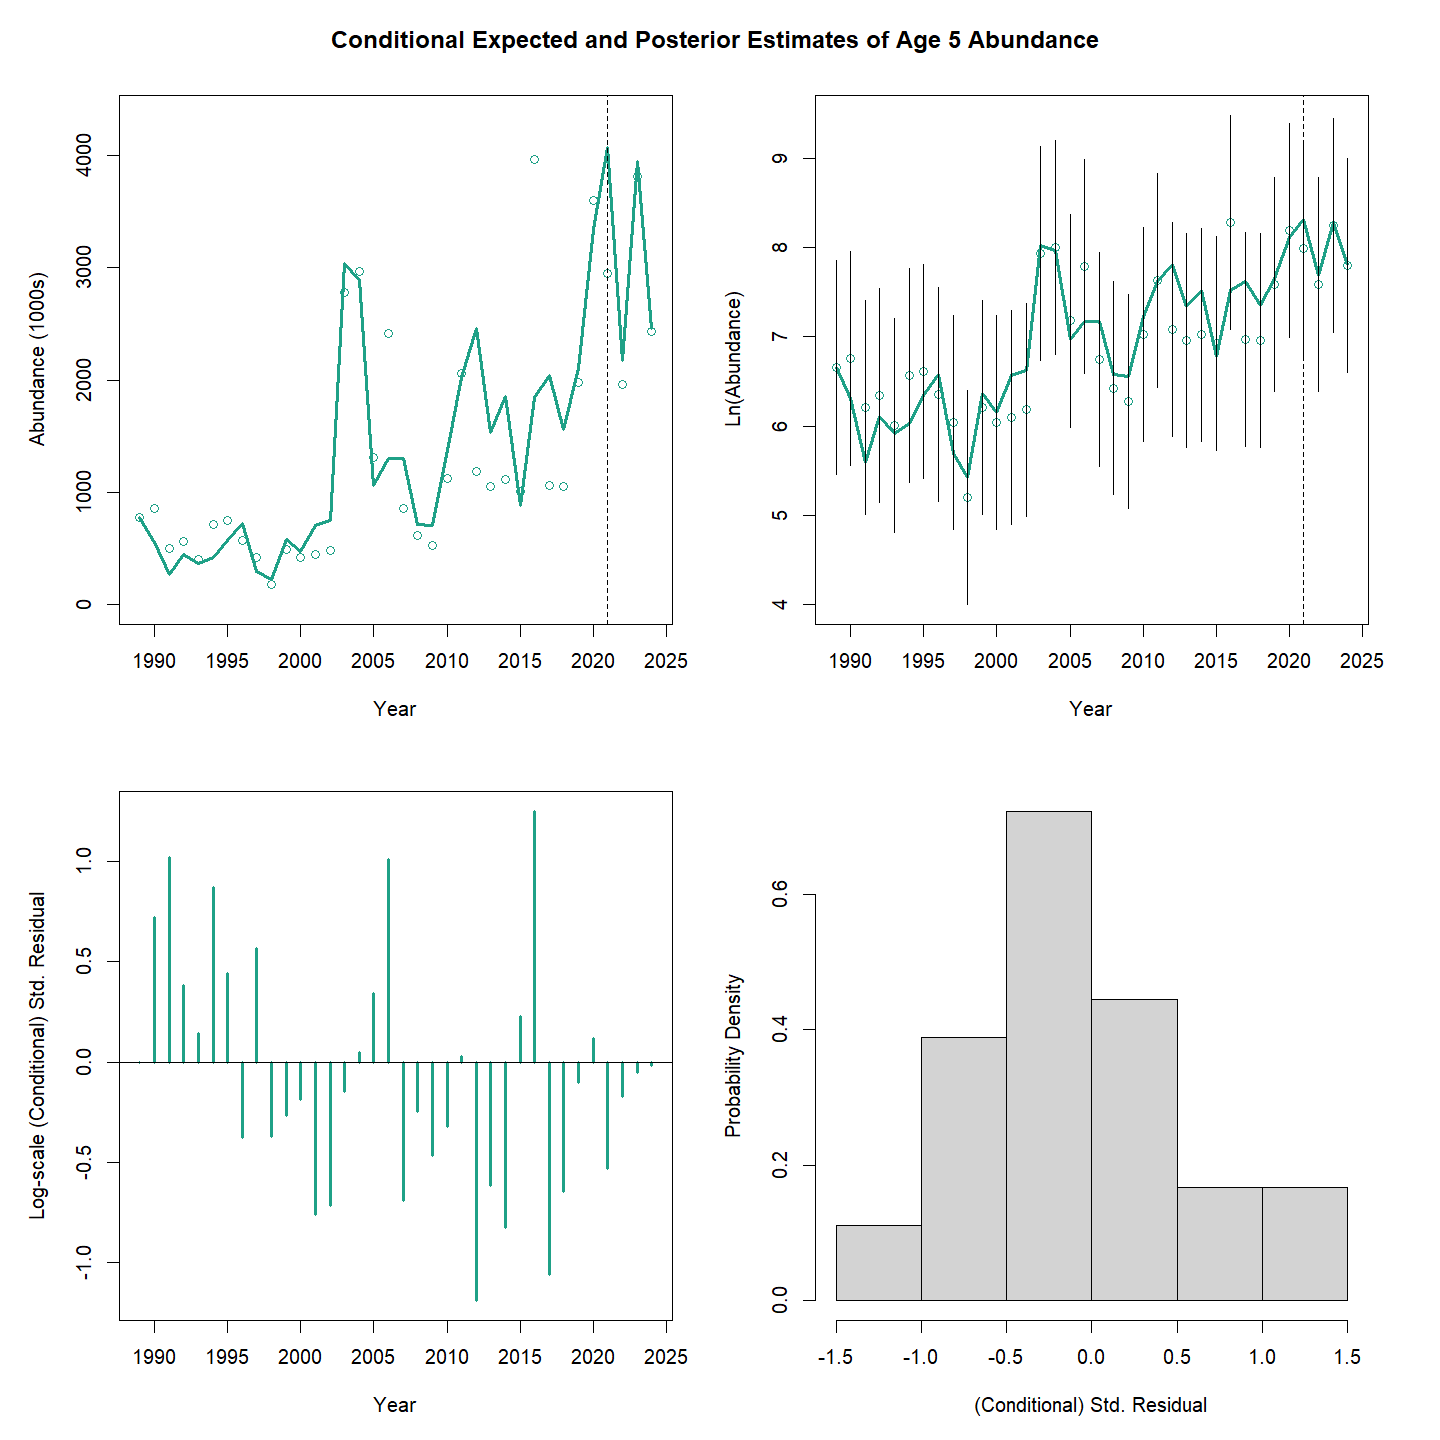 Conditional Expected and Posterior Estimates of Age 5 Abundance
Abundance (1000s)
4000
3000
2000
1000
0
1990 1995 2000 2005 2010 2015 2020 2025
Year
Ln(Abundance)
9
8
7
6
5
4
1990 1995 2000 2005 2010 2015 2020 2025
Year
Log-scale (Conditional) Std. Residual
1.0
0.5
0.0
-0.5
-1.0
1990 1995 2000 2005 2010 2015 2020 2025
Year
Probability Density
0.6
0.4
0.2
0.0
-1.5 -1.0 -0.5 0.0 0.5 1.0 1.5
(Conditional) Std. Residual